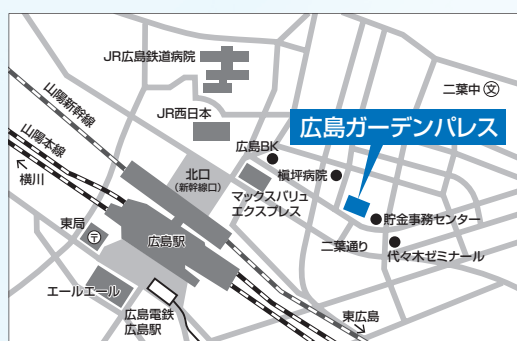 JR広島鉄道病院
二葉中 文
山陽新幹線
JR西日本
山陽本線
広島ガーデンパレス
広島BK
槇坪病院
横川
北口
(新幹線口)
マックスバリュ
エクスプレス
貯金事務センター
東局
広島駅
二葉通り
代々木ゼミナール
エールエール
広島電鉄
広島駅
東広島